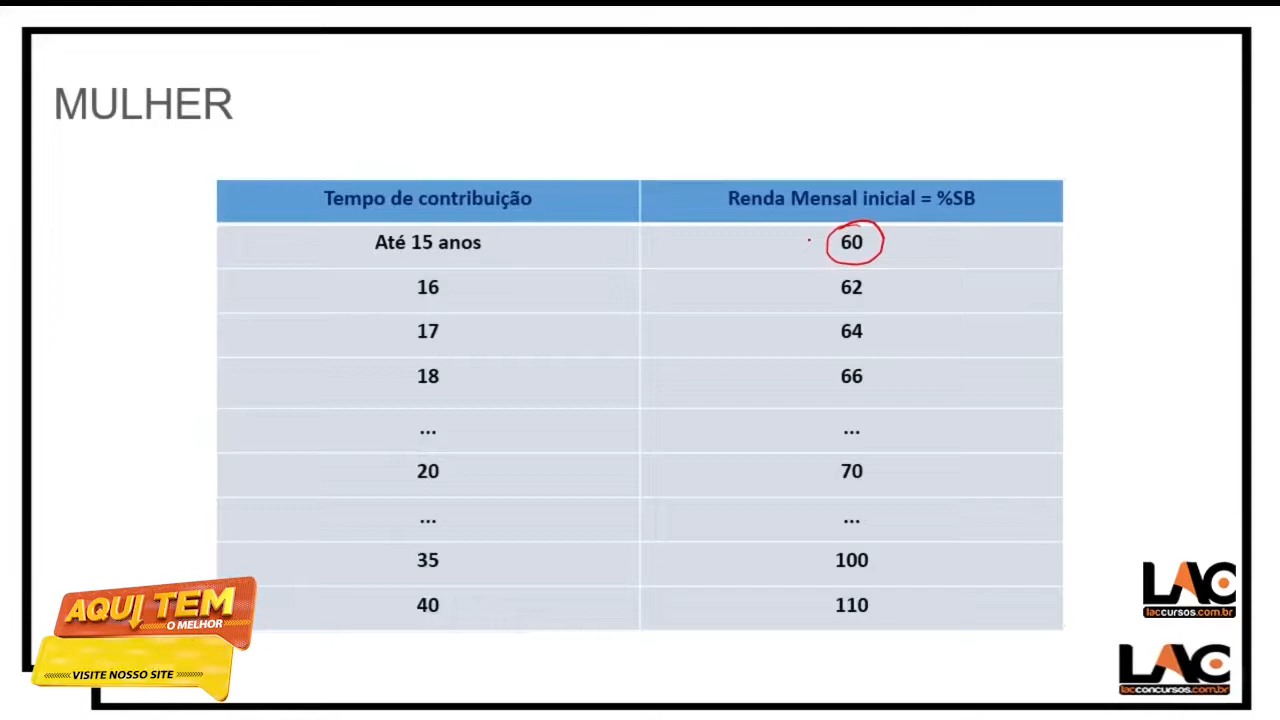 MULHER
Tempo de contribuição Renda Mensal inicial = %SB
Até 15 anos 60
16 62
17 64
18 66
... ...
20 70
... ...
35 100
40 110
AQUI TEM
O MELHOR
VISITE NOSSO SITE
LAC
laccursos.com.br
LAC
lacconcursos.com.br